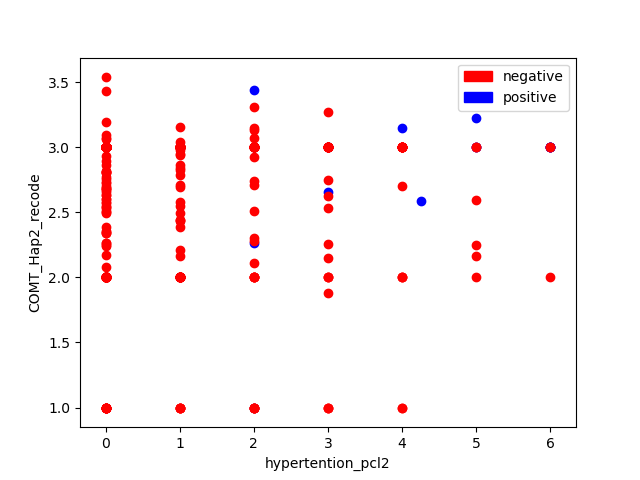 negative
positive
3.5
3.0
2.5
2.0
1.5
1.0
COMT_Hap2_recode
0 1 2 3 4 5 6
hypertention_pcl2